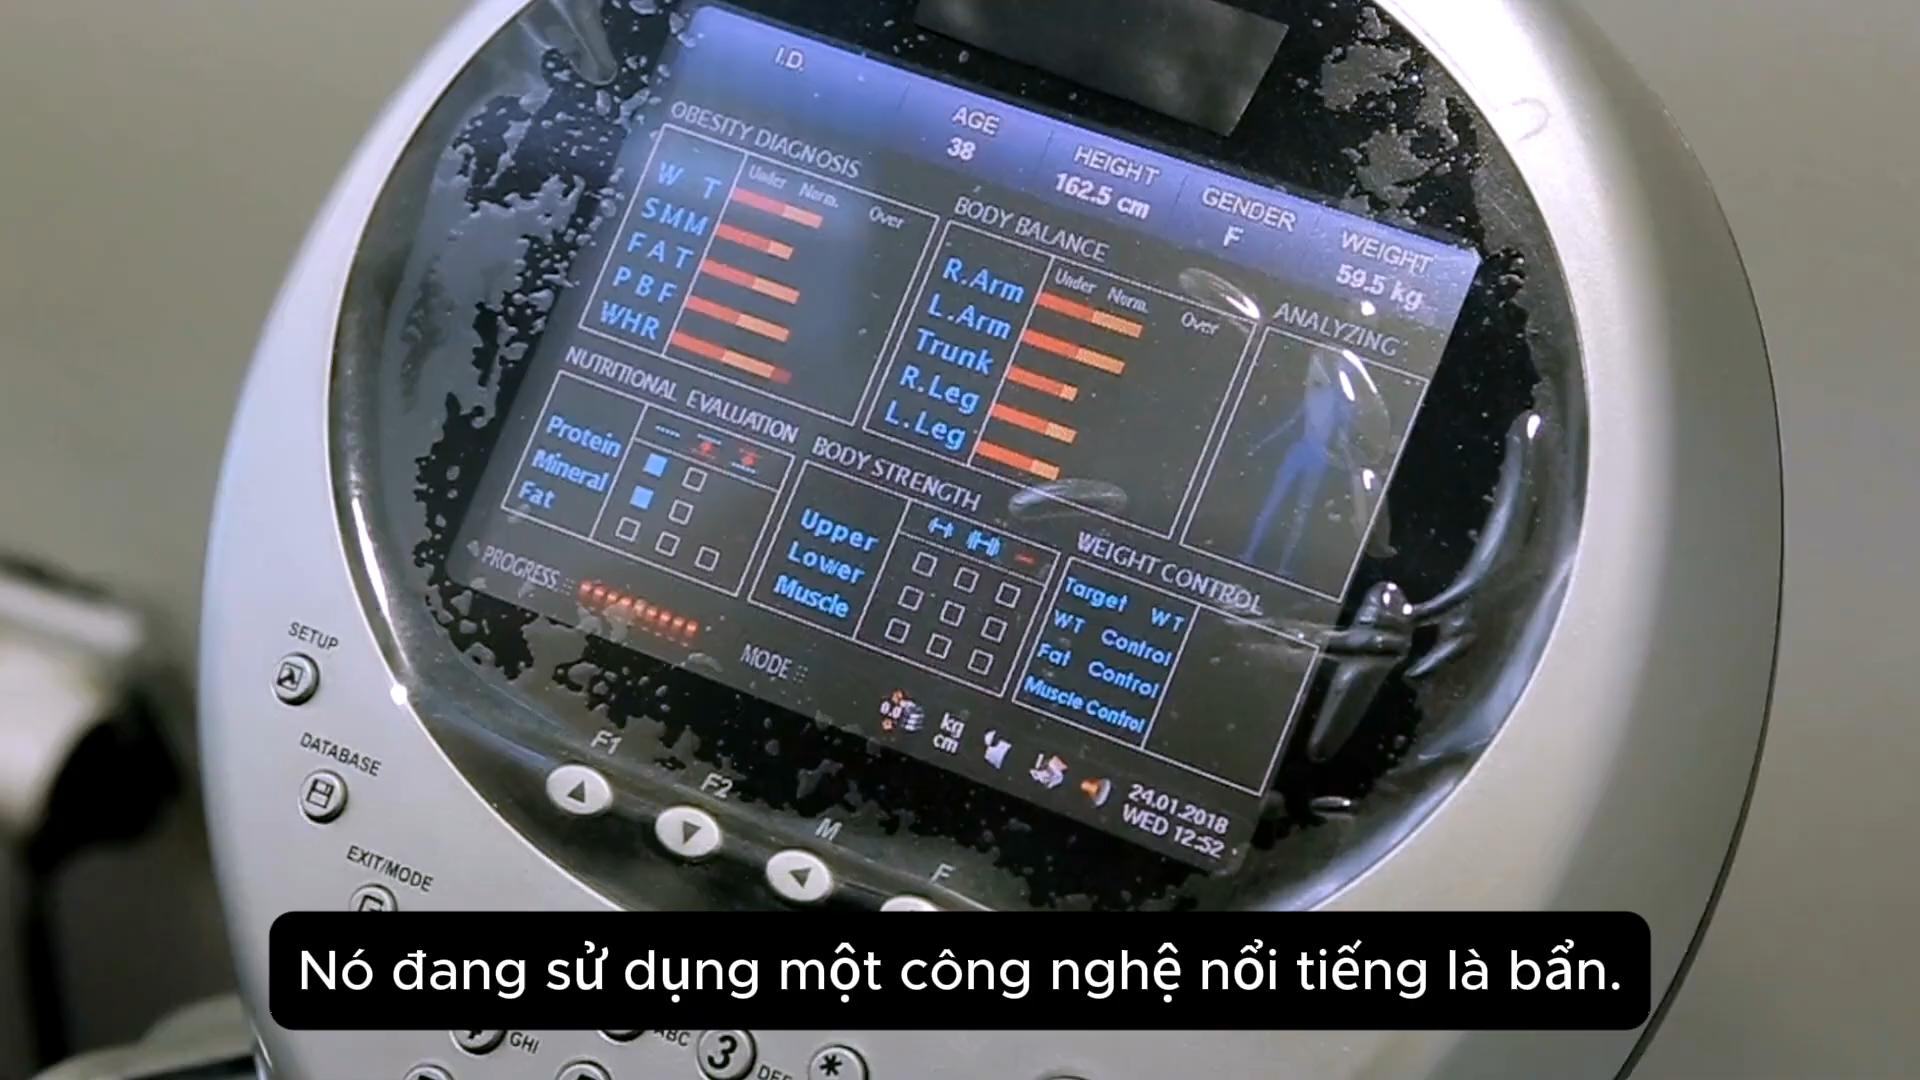 I.D.
AGE
38
HEIGHT
162.5 cm
GENDER
F
WEIGHT
59.5 kg
OBESITY DIAGNOSIS
Under Norm. Over
W T
SMM
FAT
PBF
WHR
BODY BALANCE
Under Norm. Over
R.Arm
L.Arm
Trunk
R.Leg
L.Leg
ANALYZING
NUTRITIONAL EVALUATION
Protein
Mineral
Fat
BODY STRENGTH
Upper
Lower
Muscle
WEIGHT CONTROL
Target WT
WT Control
Fat Control
Muscle Control
PROGRESS ::
MODE ::
0.0
kg
cm
24.01.2018
WED 12:52
SETUP
DATABASE
EXIT/MODE
F1
F2
M
F
Nó đang sử dụng một công nghệ nổi tiếng là bẩn.
GHI
ABC
3
*